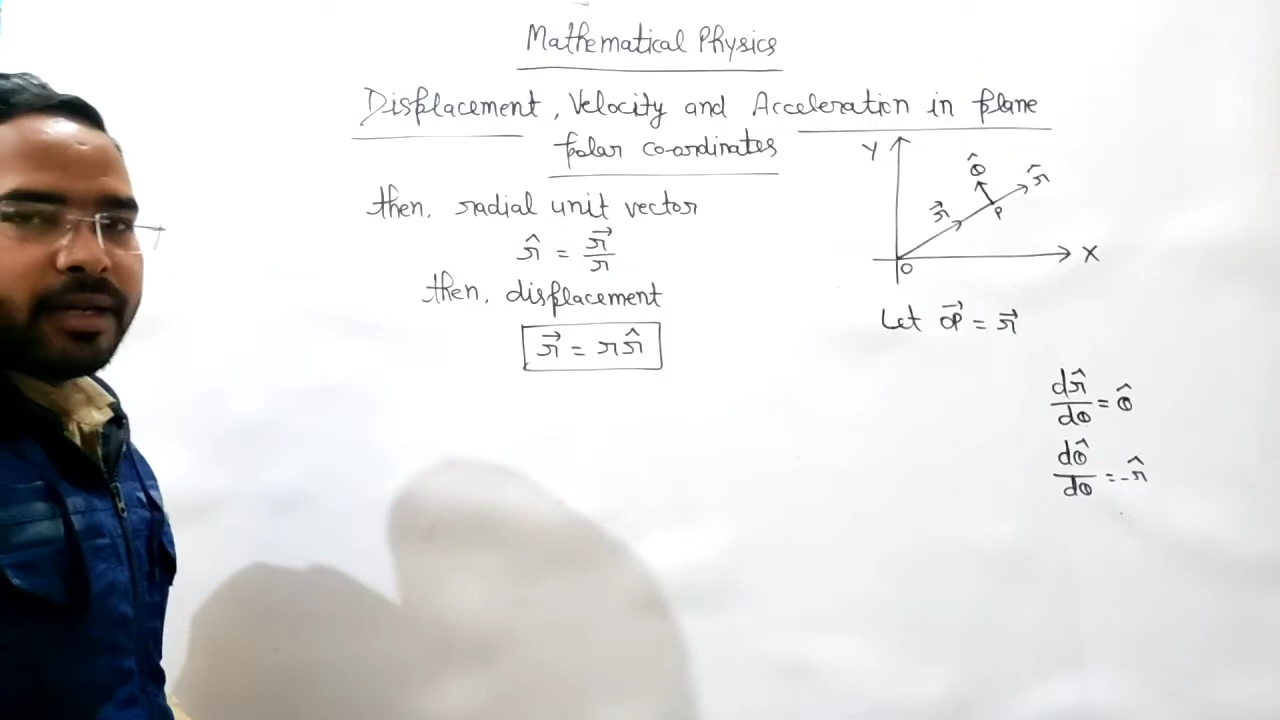 Mathematical Physics
Displacement, Velocity and Acceleration in plane
polar co-ordinates
then, radial unit vector
r̂ = r⃗/r
then, displacement
r⃗ = r r̂
Y
θ̂
r̂
r⃗
P
O
X
Let OP⃗ = r⃗
dr̂/dθ = θ̂
dθ̂/dθ = -r̂